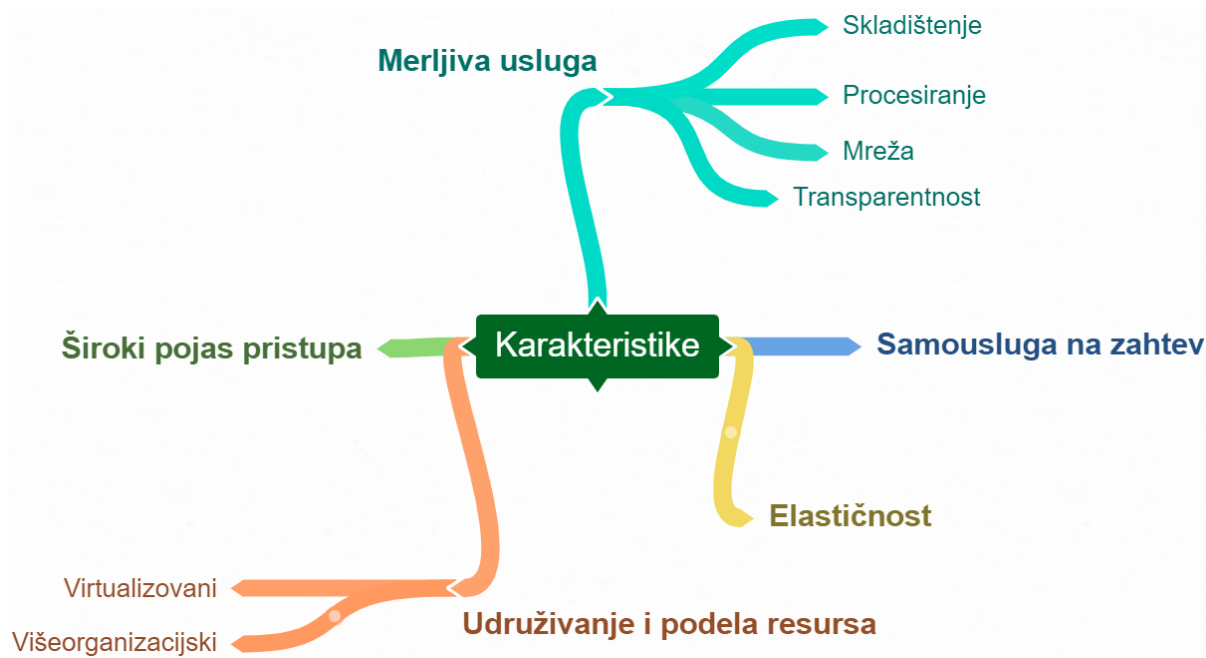 Skladištenje
Merljiva usluga
Procesiranje
Mreža
Transparentnost
Široki pojas pristupa
Karakteristike
Samousluga na zahtev
Elastičnost
Virtualizovani
Udruživanje i podela resursa
Višeorganizacijski